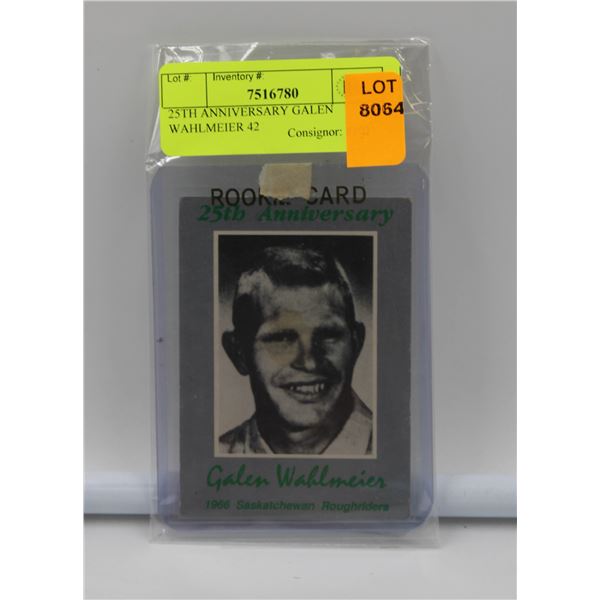 Lot #: Inventory #:
7516780
25TH ANNIVERSARY GALEN
WAHLMEIER 42
Consignor:
LOT
8064
ROOKIE CARD
25th Anniversary
Galen Wahlmeier
1966 Saskatchewan Roughriders